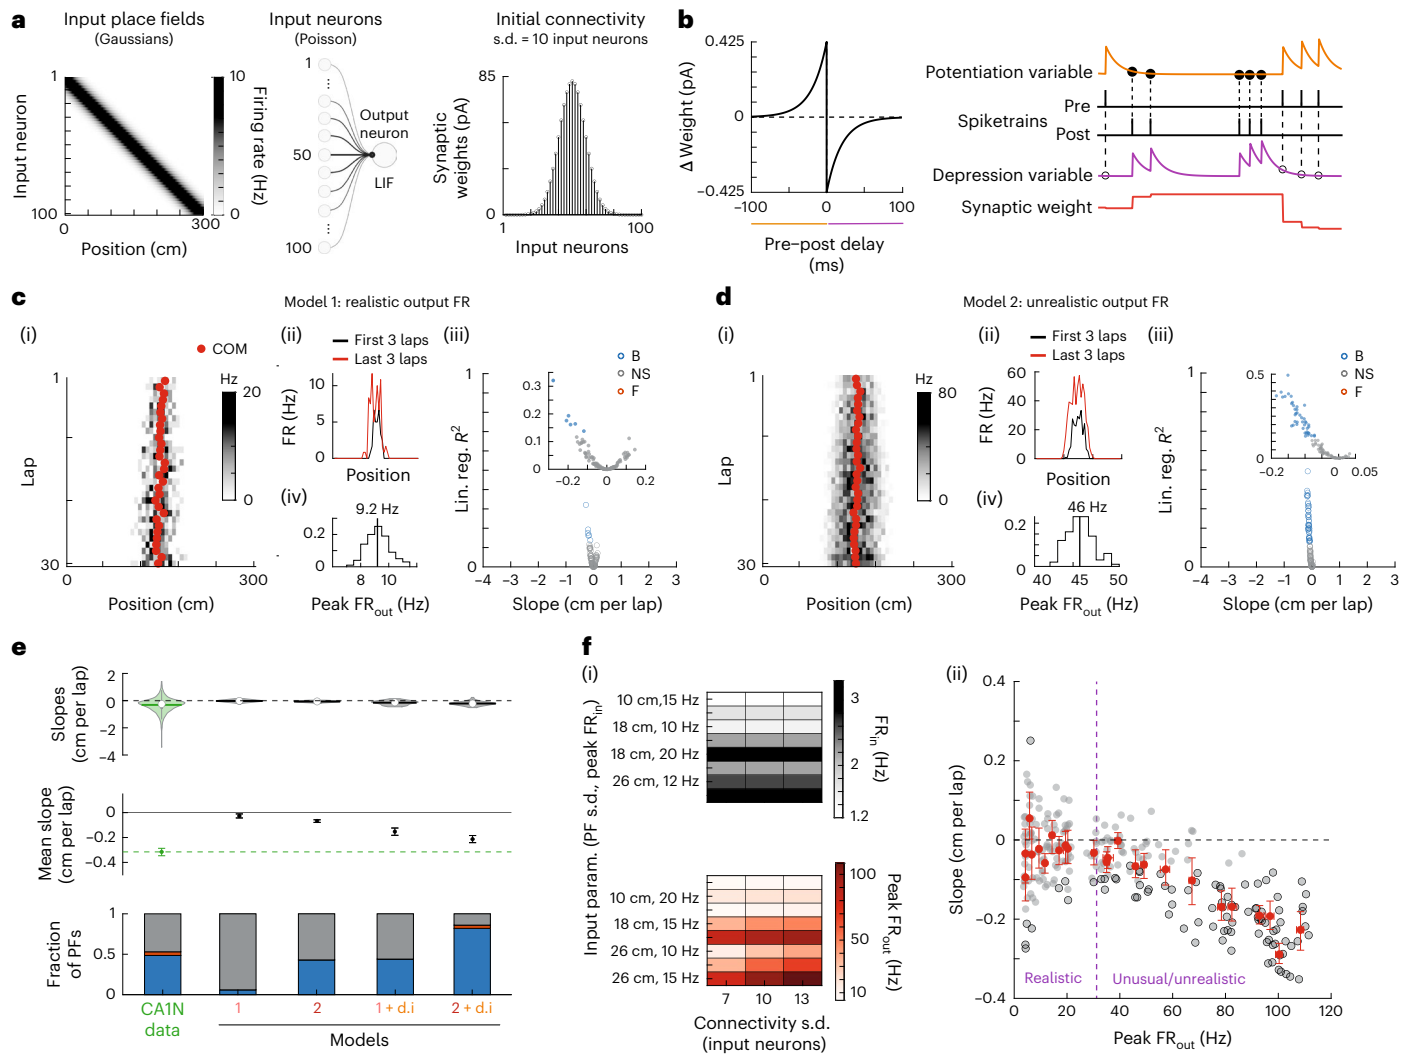 a
Input place fields
(Gaussians)
1
Input neuron
100
0
300
Position (cm)
10
0
Firing rate (Hz)
Input neurons
(Poisson)
1
50
100
Output
neuron
LIF
Initial connectivity
s.d. = 10 input neurons
85
0
Synaptic
weights (pA)
1
100
Input neurons
b
0.425
0
−0.425
Δ Weight (pA)
−100
0
100
Pre–post delay
(ms)
Potentiation variable
Pre
Spiketrains
Post
Depression variable
Synaptic weight
c
Model 1: realistic output FR
(i)
COM
1
Lap
30
0
300
Position (cm)
Hz
20
0
(ii)
First 3 laps
Last 3 laps
10
5
0
FR (Hz)
Position
(iv)
9.2 Hz
0.2
0
8
10
Peak FRout (Hz)
(iii)
B
NS
F
1
0
Lin. reg. R2
0.3
0.2
0.1
0
−0.2
0
0.2
−4 −3 −2 −1 0 1 2 3
Slope (cm per lap)
d
Model 2: unrealistic output FR
(i)
1
Lap
30
0
300
Position (cm)
Hz
80
0
(ii)
First 3 laps
Last 3 laps
60
40
20
0
FR (Hz)
Position
(iv)
46 Hz
0.2
0
40 45 50
Peak FRout (Hz)
(iii)
B
NS
F
1
0
Lin. reg. R2
0.5
0
−0.2
0
0.05
−4 −3 −2 −1 0 1 2 3
Slope (cm per lap)
e
2
0
−2
−4
Slopes
(cm per lap)
0
−0.2
−0.4
Mean slope
(cm per lap)
1
0.5
0
Fraction
of PFs
CA1N
data
1
2
1 + d.i
2 + d.i
Models
f
(i)
Input param. (PF s.d., peak FRin)
10 cm,15 Hz
18 cm, 10 Hz
18 cm, 20 Hz
26 cm, 12 Hz
3
2
1.2
FRin (Hz)
10 cm, 20 Hz
18 cm, 15 Hz
26 cm, 10 Hz
26 cm, 15 Hz
100
50
10
Peak FRout (Hz)
7
10
13
Connectivity s.d.
(input neurons)
(ii)
0.4
0.2
0
−0.2
−0.4
Slope (cm per lap)
Realistic
Unusual/unrealistic
0 20 40 60 80 100 120
Peak FRout (Hz)